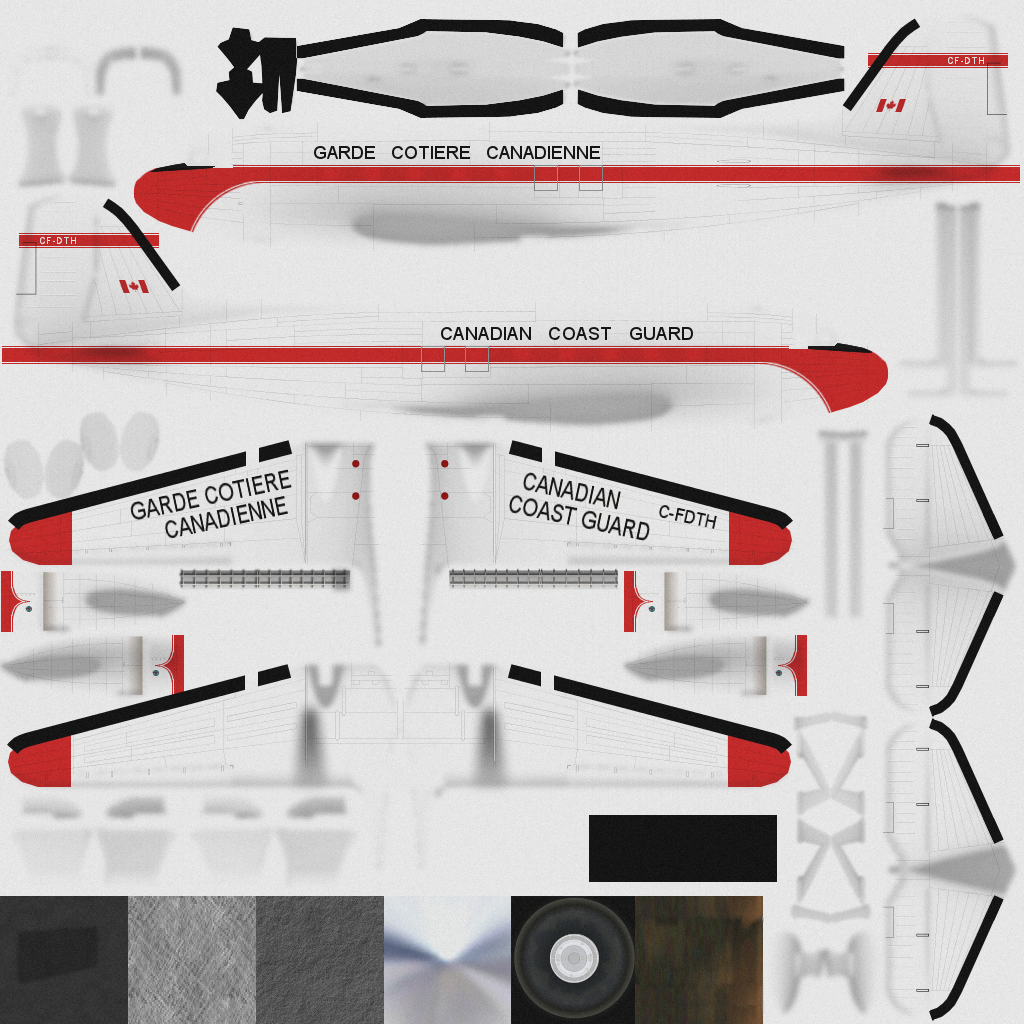 CF-DTH
GARDE COTIERE CANADIENNE
CF-DTH
CANADIAN COAST GUARD
GARDE COTIERE
CANADIENNE
CANADIAN
COAST GUARD
C-FDTH